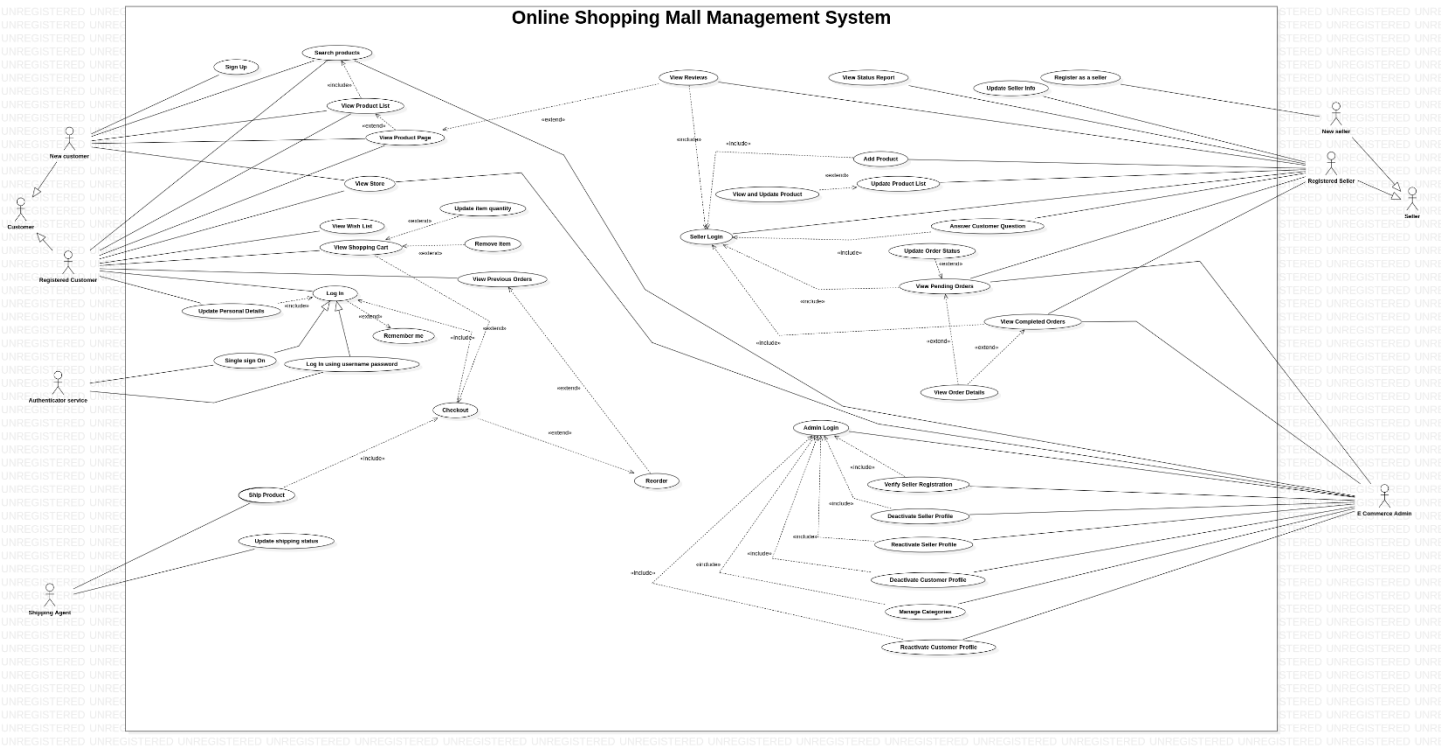 Online Shopping Mall Management System
Search products
Sign Up
View Reviews
View Status Report
Register as a seller
Update Seller Info
«include»
View Product List
«extend»
View Product Page
«extend»
New customer
New seller
«include»
«include»
Add Product
«extend»
View Store
View and Update Product
Update Product List
Registered Seller
Seller
Update item quantity
«extend»
Customer
View Wish List
View Shopping Cart
Remove item
«extend»
Seller Login
Answer Customer Question
«include»
Update Order Status
«extend»
Registered Customer
View Previous Orders
View Pending Orders
Log In
«include»
«include»
Update Personal Details
«extend»
«extend»
Remember me
«include»
View Completed Orders
«include»
«extend»
«extend»
Single sign On
Log In using username password
Authenticator service
«extend»
View Order Details
Checkout
«extend»
Admin Login
«include»
«include»
Reorder
Verify Seller Registration
Ship Product
«include»
Deactivate Seller Profile
E Commerce Admin
«include»
Update shipping status
Reactivate Seller Profile
«include»
«include»
«include»
Deactivate Customer Profile
Shipping Agent
Manage Categories
Reactivate Customer Profile
UNREGISTERED